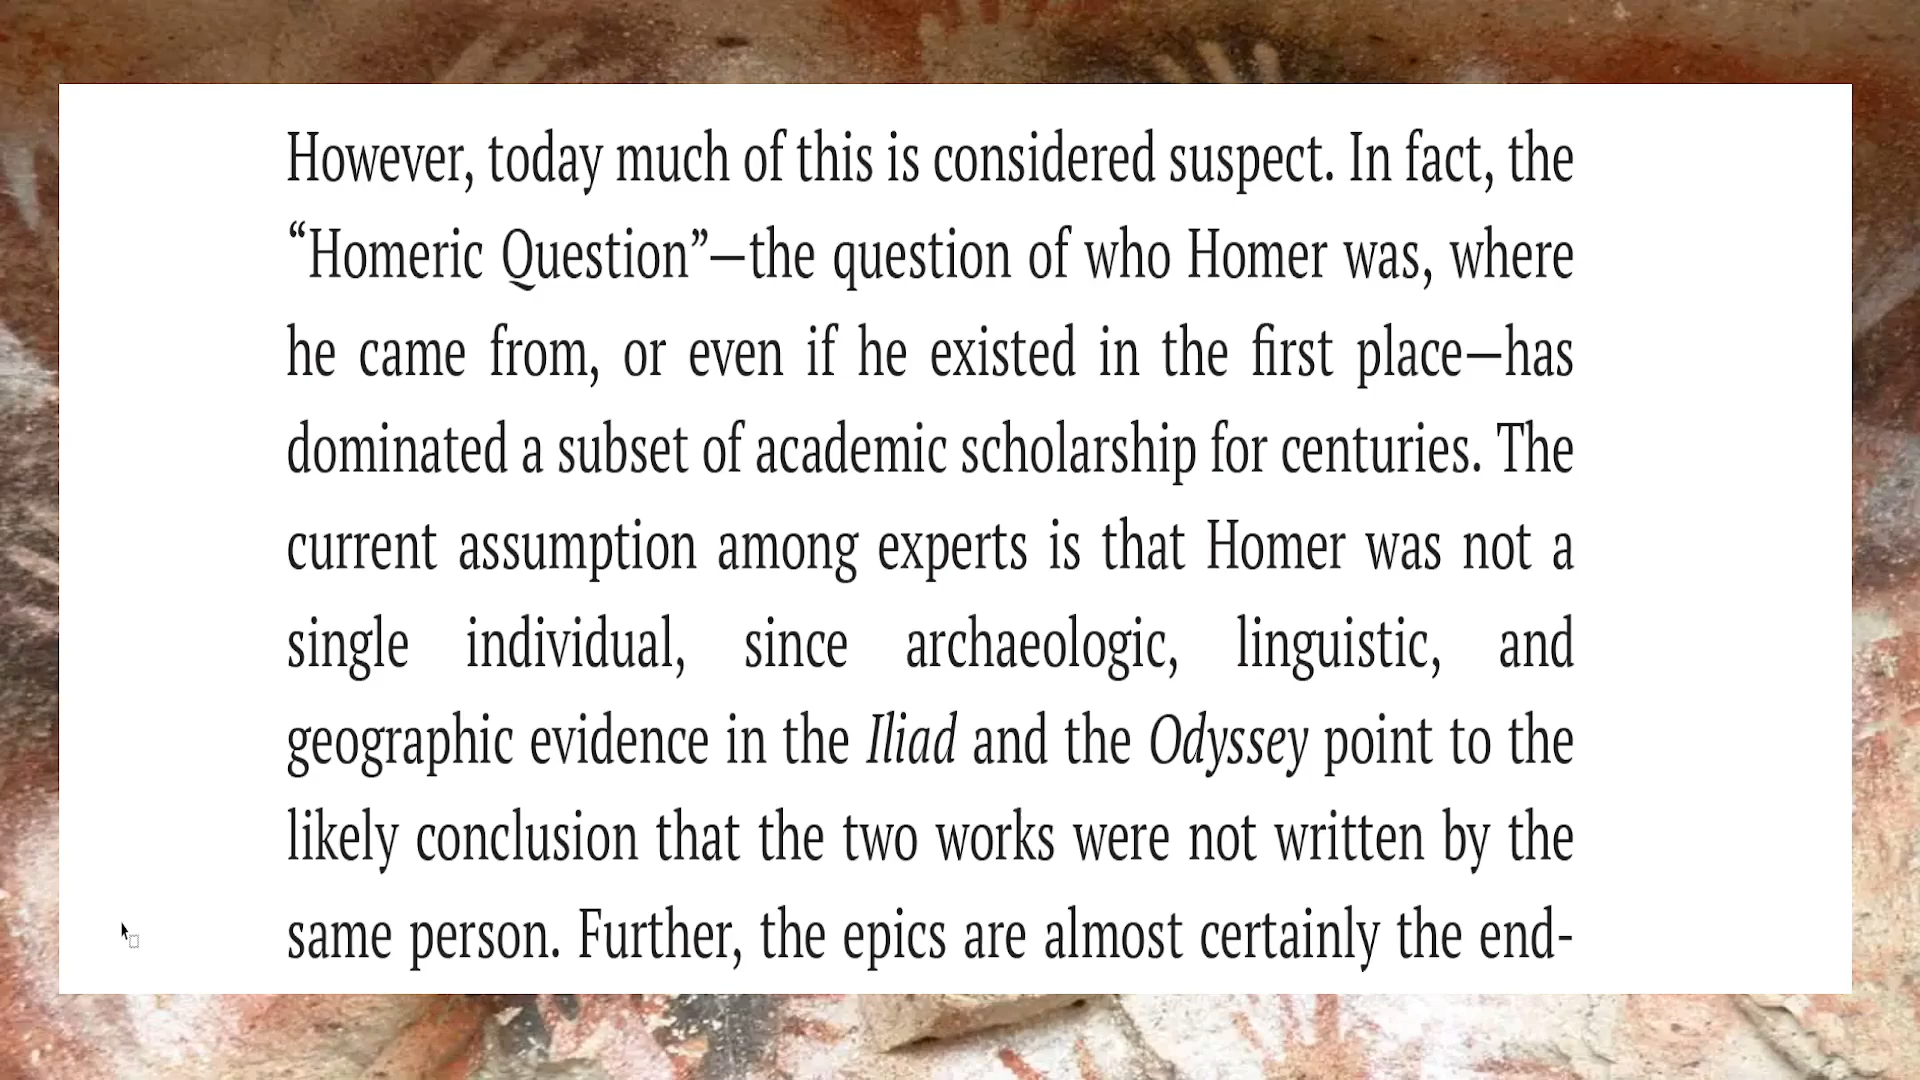 However, today much of this is considered suspect. In fact, the
“Homeric Question”—the question of who Homer was, where
he came from, or even if he existed in the first place—has
dominated a subset of academic scholarship for centuries. The
current assumption among experts is that Homer was not a
single individual, since archaeologic, linguistic, and
geographic evidence in the Iliad and the Odyssey point to the
likely conclusion that the two works were not written by the
same person. Further, the epics are almost certainly the end-